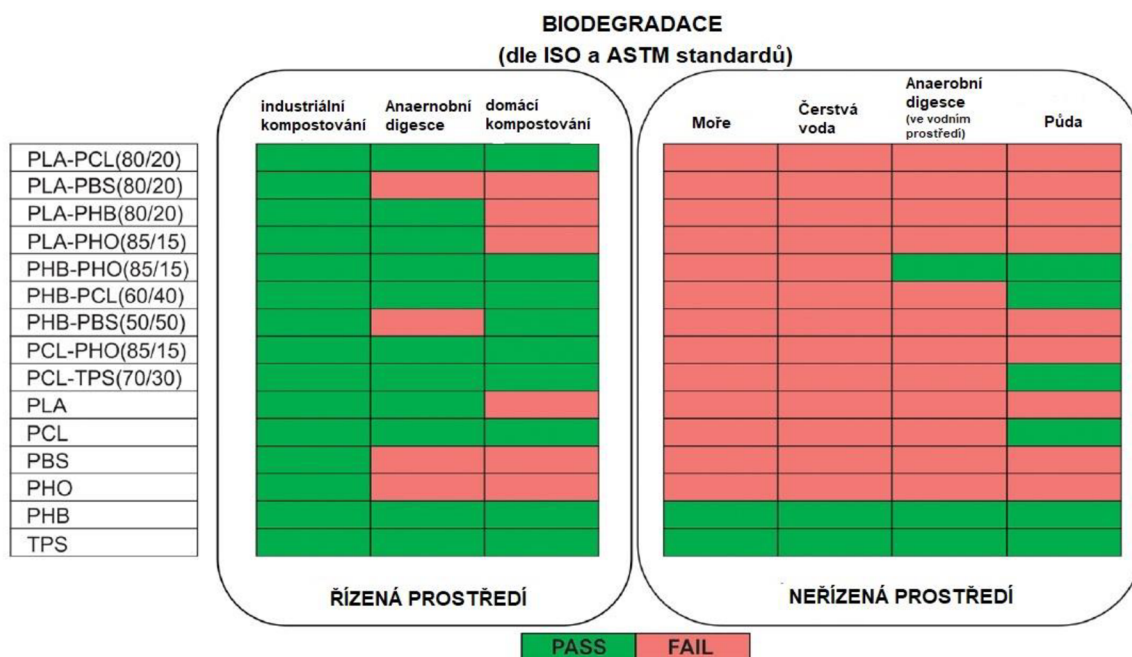 BIODEGRADACE
(dle ISO a ASTM standardů)
industriální
kompostování
Anaernobní
digesce
domácí
kompostování
Moře
Čerstvá
voda
Anaerobní
digesce
(ve vodním
prostředí)
Půda
PLA-PCL(80/20)
PLA-PBS(80/20)
PLA-PHB(80/20)
PLA-PHO(85/15)
PHB-PHO(85/15)
PHB-PCL(60/40)
PHB-PBS(50/50)
PCL-PHO(85/15)
PCL-TPS(70/30)
PLA
PCL
PBS
PHO
PHB
TPS
ŘÍZENÁ PROSTŘEDÍ
NEŘÍZENÁ PROSTŘEDÍ
PASS
FAIL